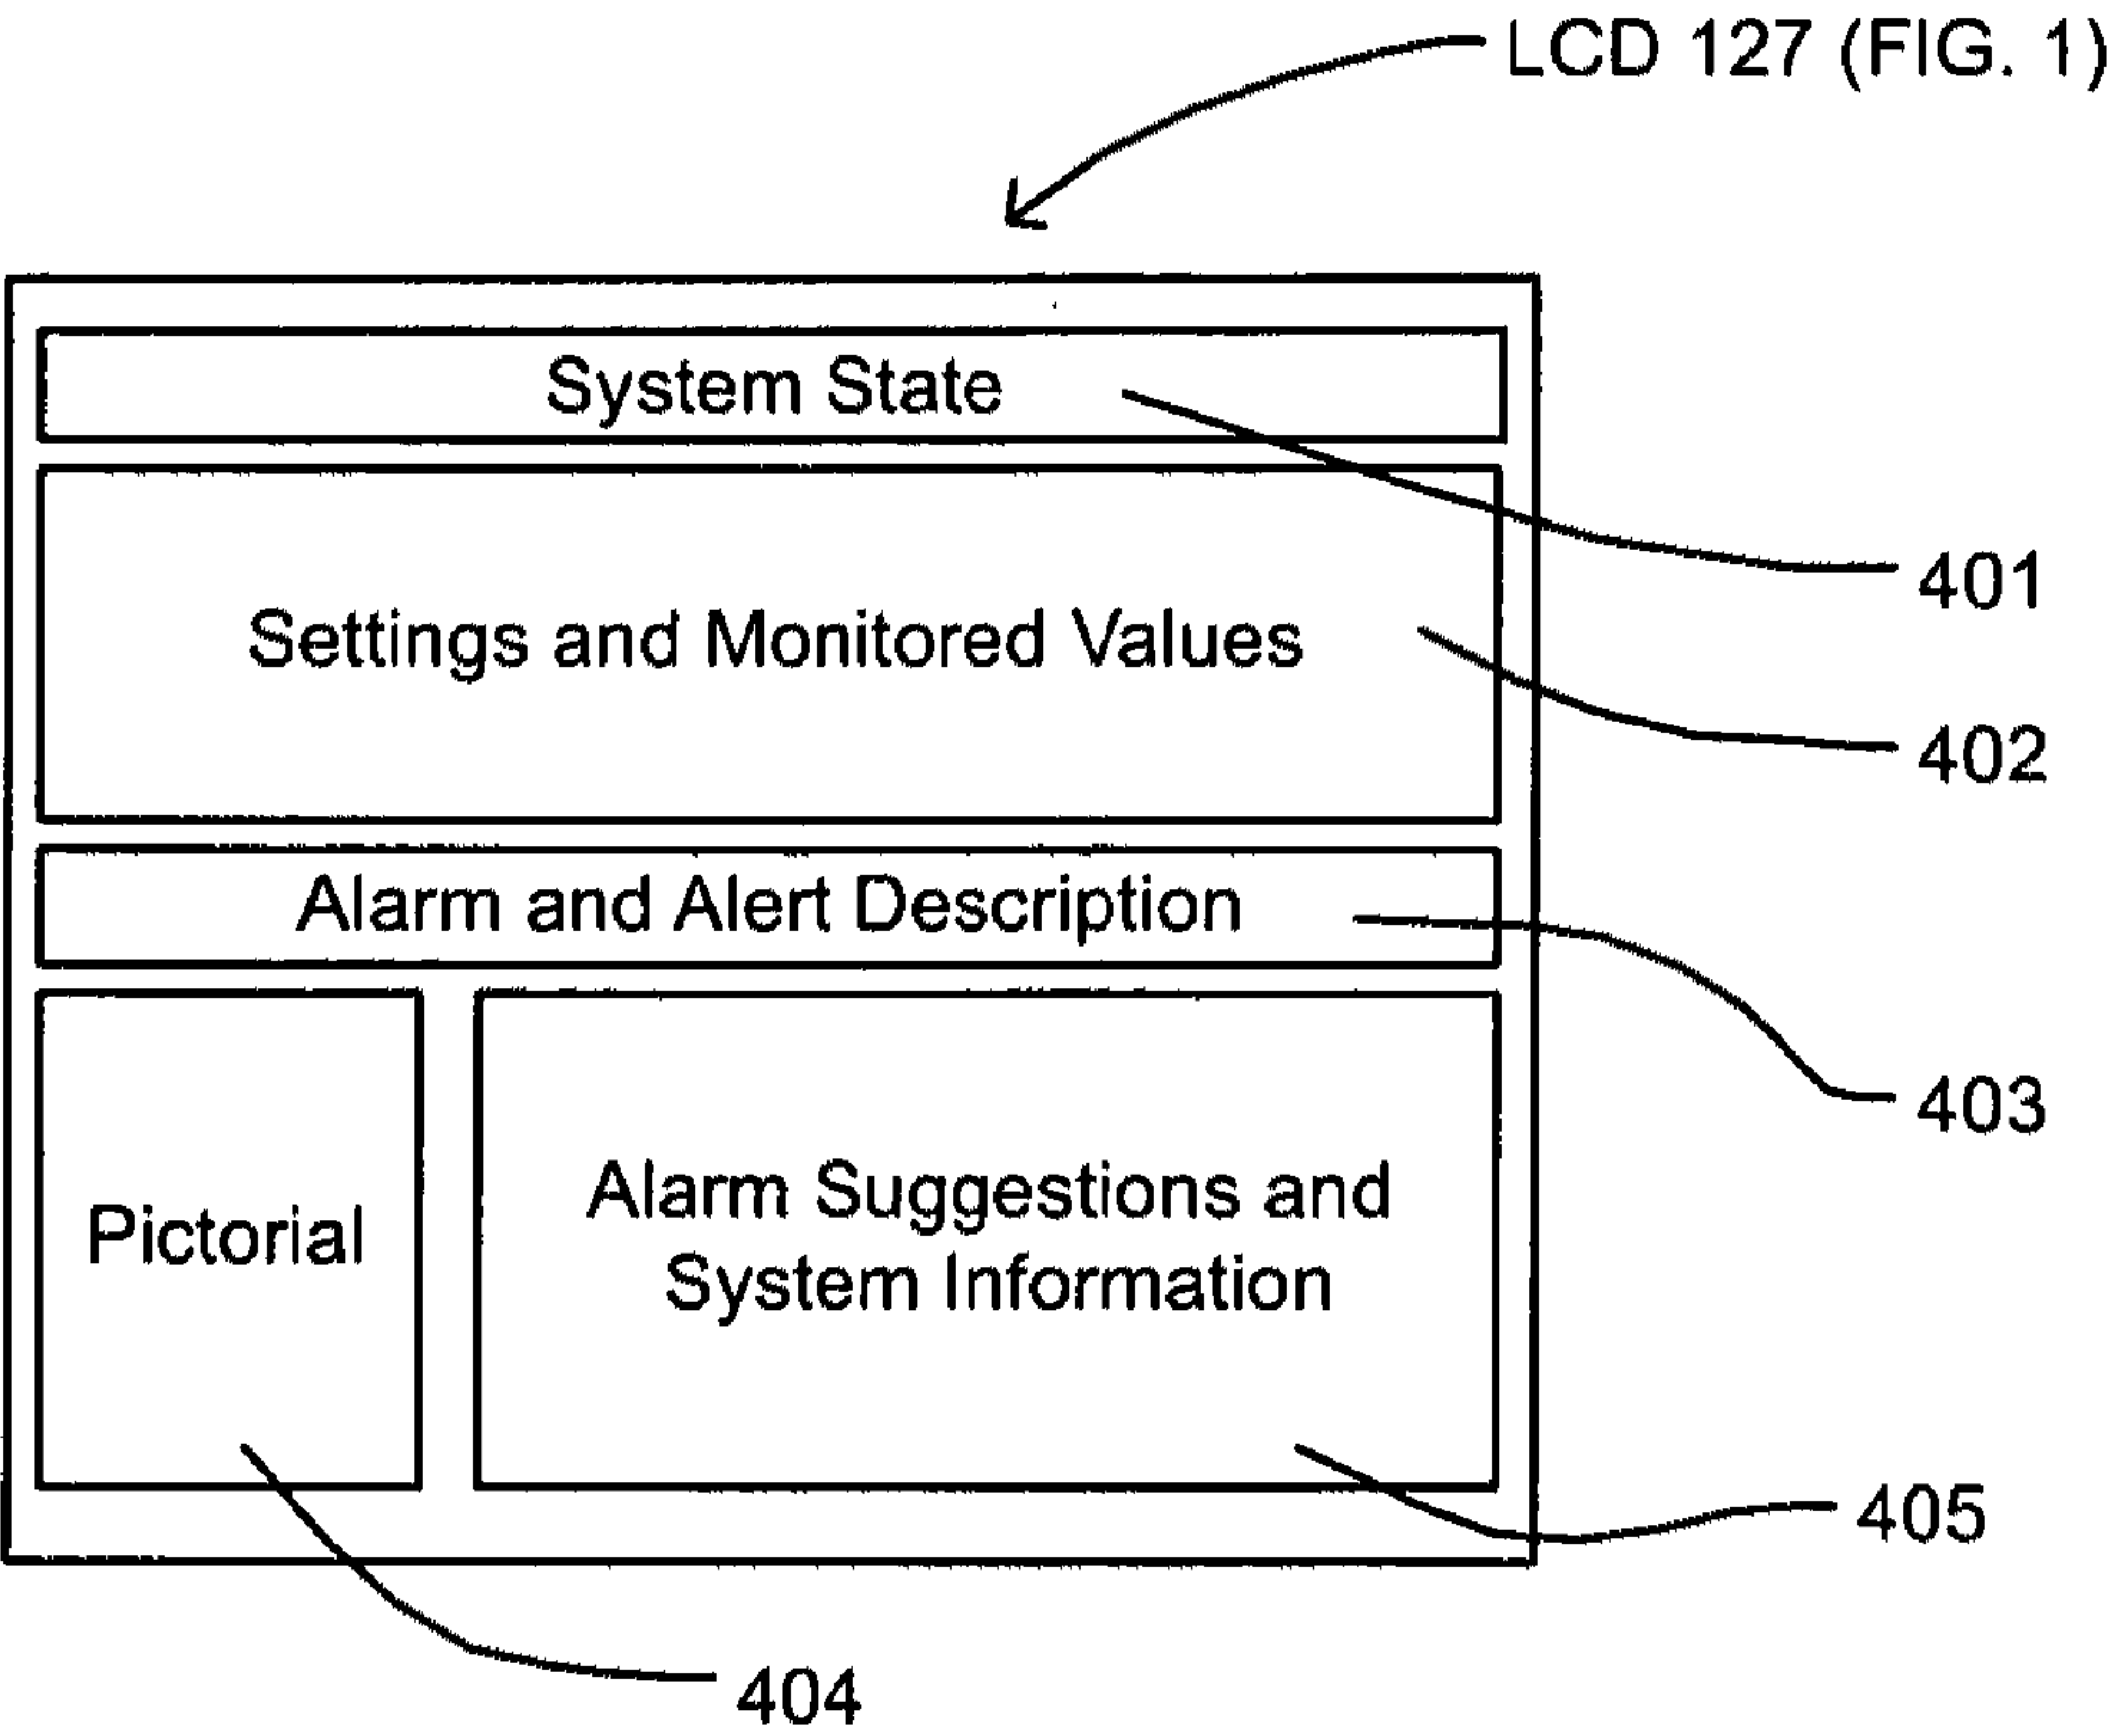 LCD 127 (FIG. 1)
System State
401
Settings and Monitored Values
402
Alarm and Alert Description
403
Pictorial
Alarm Suggestions and
System Information
405
404